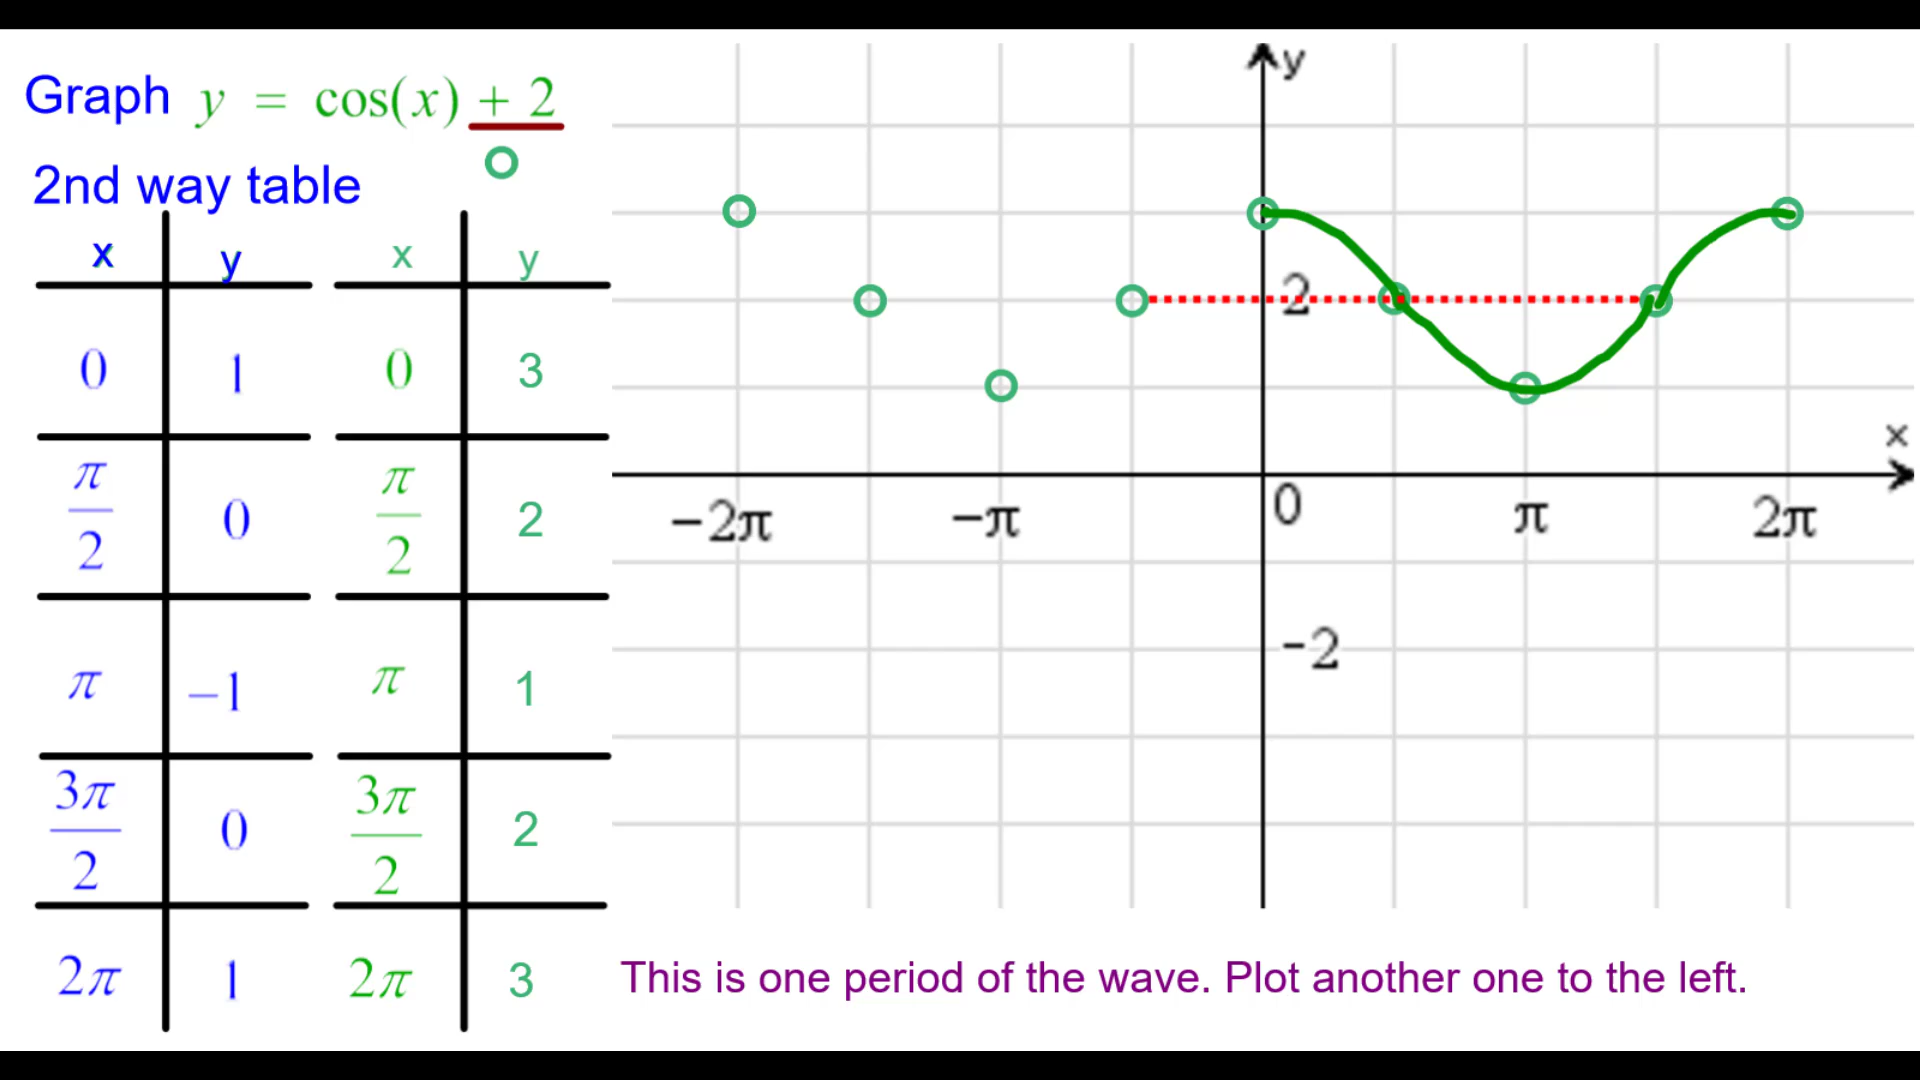 Graph y = cos(x) + 2
2nd way table
x y x y
0 1 0 3
π/2 0 π/2 2
π −1 π 1
3π/2 0 3π/2 2
2π 1 2π 3
y
2
x
−2π −π 0 π 2π
-2
This is one period of the wave. Plot another one to the left.